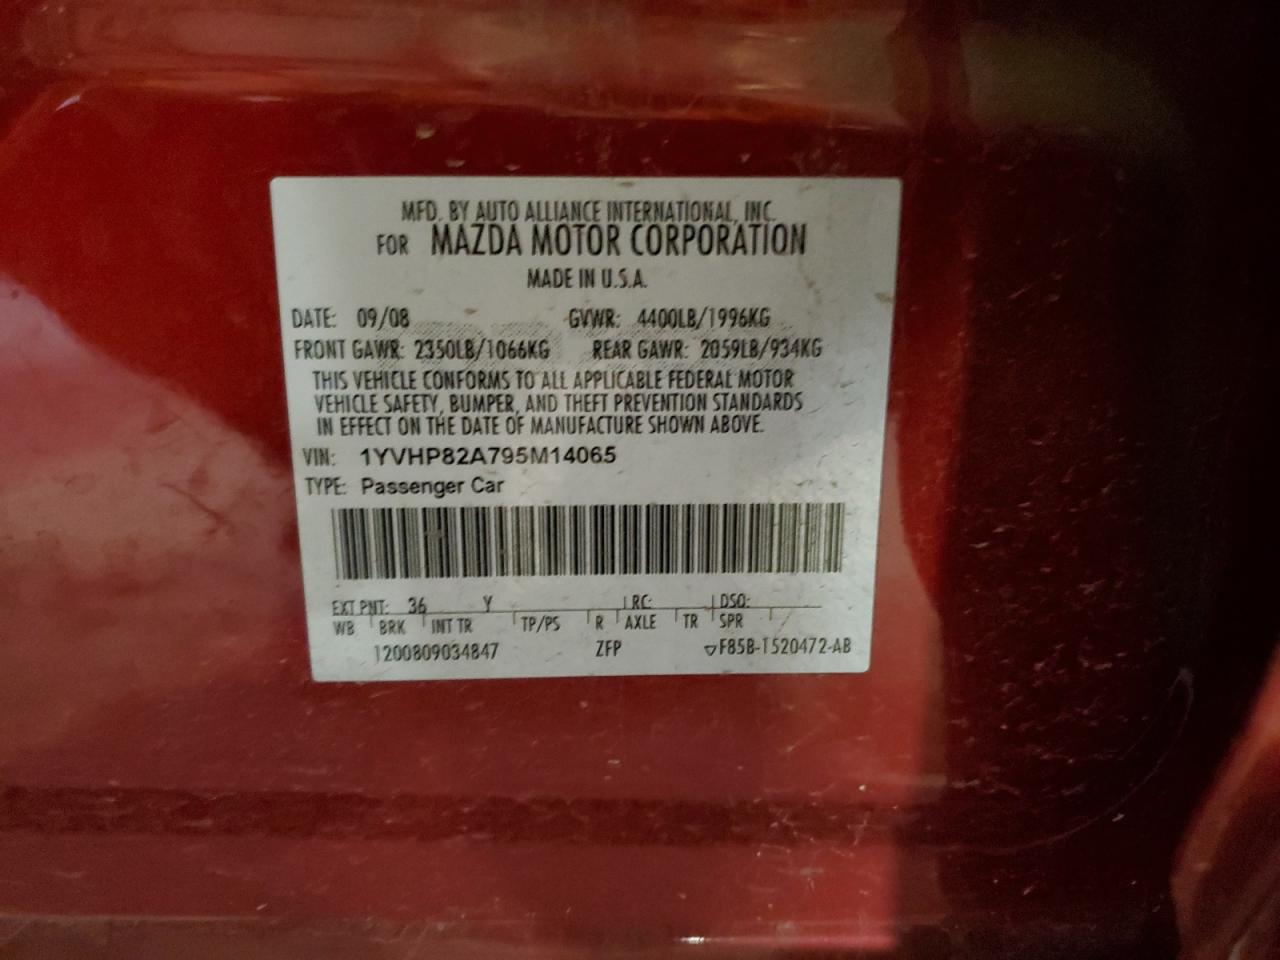 MFD. BY AUTO ALLIANCE INTERNATIONAL, INC.
FOR MAZDA MOTOR CORPORATION
MADE IN U.S.A.
DATE: 09/08 GVWR: 4400LB/1996KG
FRONT GAWR: 2350LB/1066KG REAR GAWR: 2059LB/934KG
THIS VEHICLE CONFORMS TO ALL APPLICABLE FEDERAL MOTOR
VEHICLE SAFETY, BUMPER, AND THEFT PREVENTION STANDARDS
IN EFFECT ON THE DATE OF MANUFACTURE SHOWN ABOVE.
VIN: 1YVHP82A795M14065
TYPE: Passenger Car
EXT PNT: 36 Y RC: DSO:
WB BRK INT TR TP/PS R AXLE TR SPR
1200809034847 ZFP ▽F85B-1520472-AB